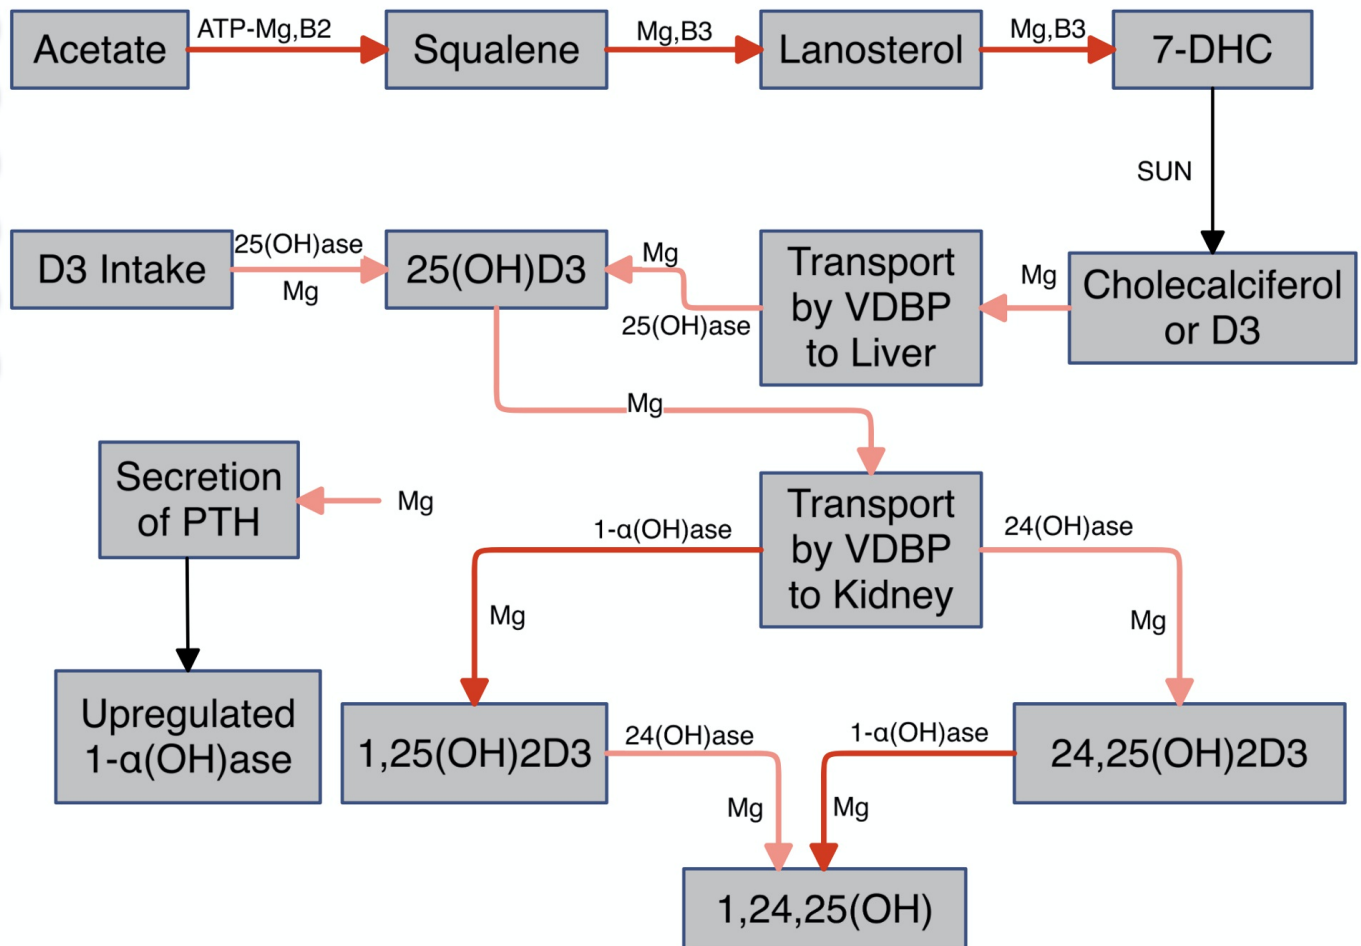 Acetate
ATP-Mg,B2
Squalene
Mg,B3
Lanosterol
Mg,B3
7-DHC
SUN
D3 Intake
25(OH)ase
Mg
25(OH)D3
Mg
25(OH)ase
Transport
by VDBP
to Liver
Mg
Cholecalciferol
or D3
Mg
Secretion
of PTH
Mg
1-α(OH)ase
Mg
Transport
by VDBP
to Kidney
24(OH)ase
Mg
Upregulated
1-α(OH)ase
1,25(OH)2D3
24(OH)ase
Mg
1-α(OH)ase
Mg
24,25(OH)2D3
1,24,25(OH)